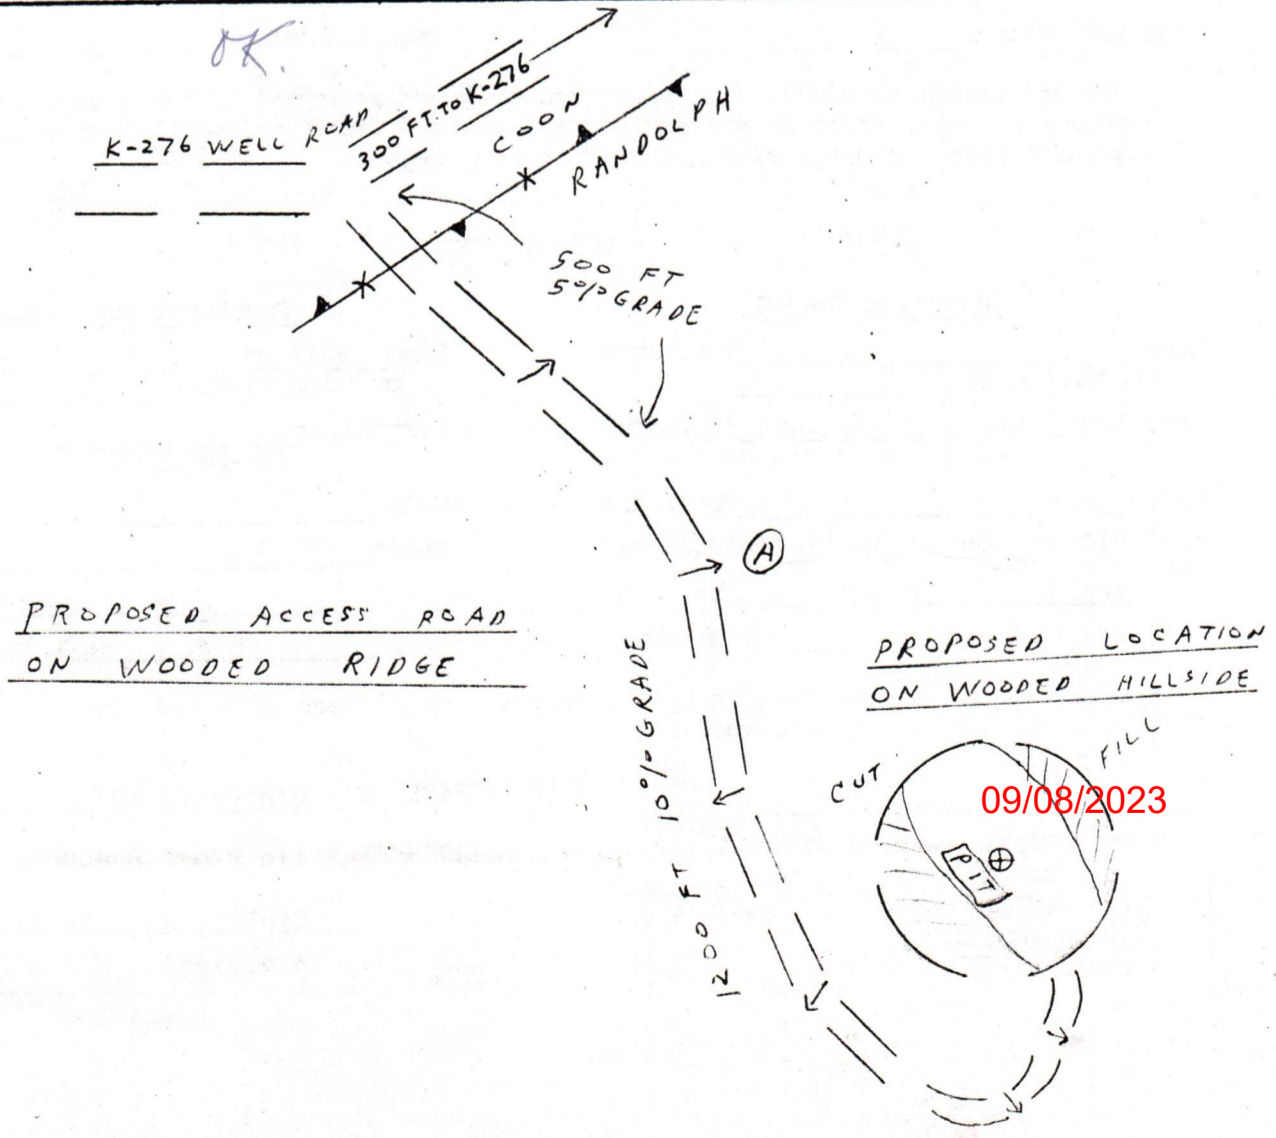 OK.
300 FT. TO K-276
K-276 WELL ROAD
COON
RANDOLPH
500 FT
5% GRADE
A
PROPOSED ACCESS ROAD
ON WOODED RIDGE
1200 FT 10% GRADE
PROPOSED LOCATION
ON WOODED HILLSIDE
CUT
FILL
09/08/2023
PIT